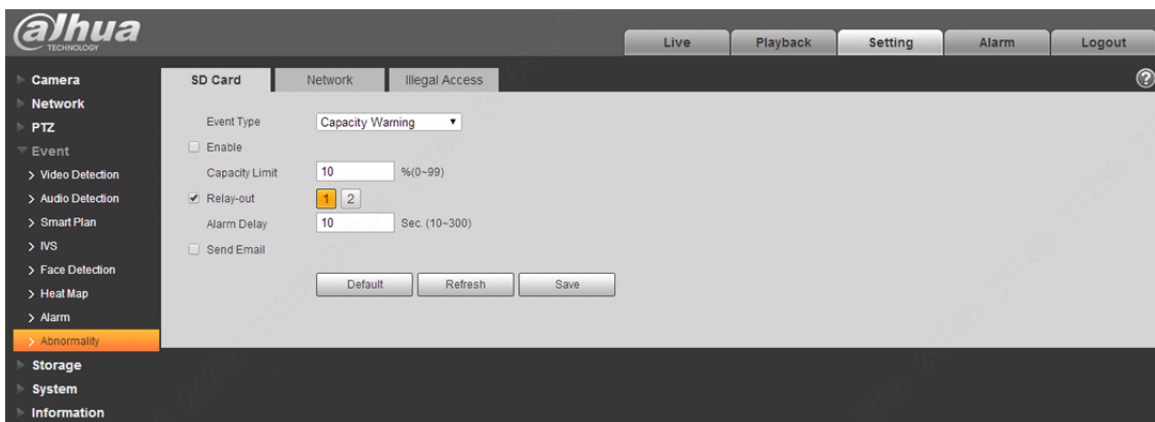 alhua
TECHNOLOGY
Live Playback Setting Alarm Logout
Camera
Network
PTZ
Event
> Video Detection
> Audio Detection
> Smart Plan
> IVS
> Face Detection
> Heat Map
> Alarm
> Abnormality
Storage
System
Information
SD Card Network Illegal Access
?
Event Type Capacity Warning
Enable
Capacity Limit 10 %(0~99)
Relay-out 1 2
Alarm Delay 10 Sec. (10~300)
Send Email
Default Refresh Save